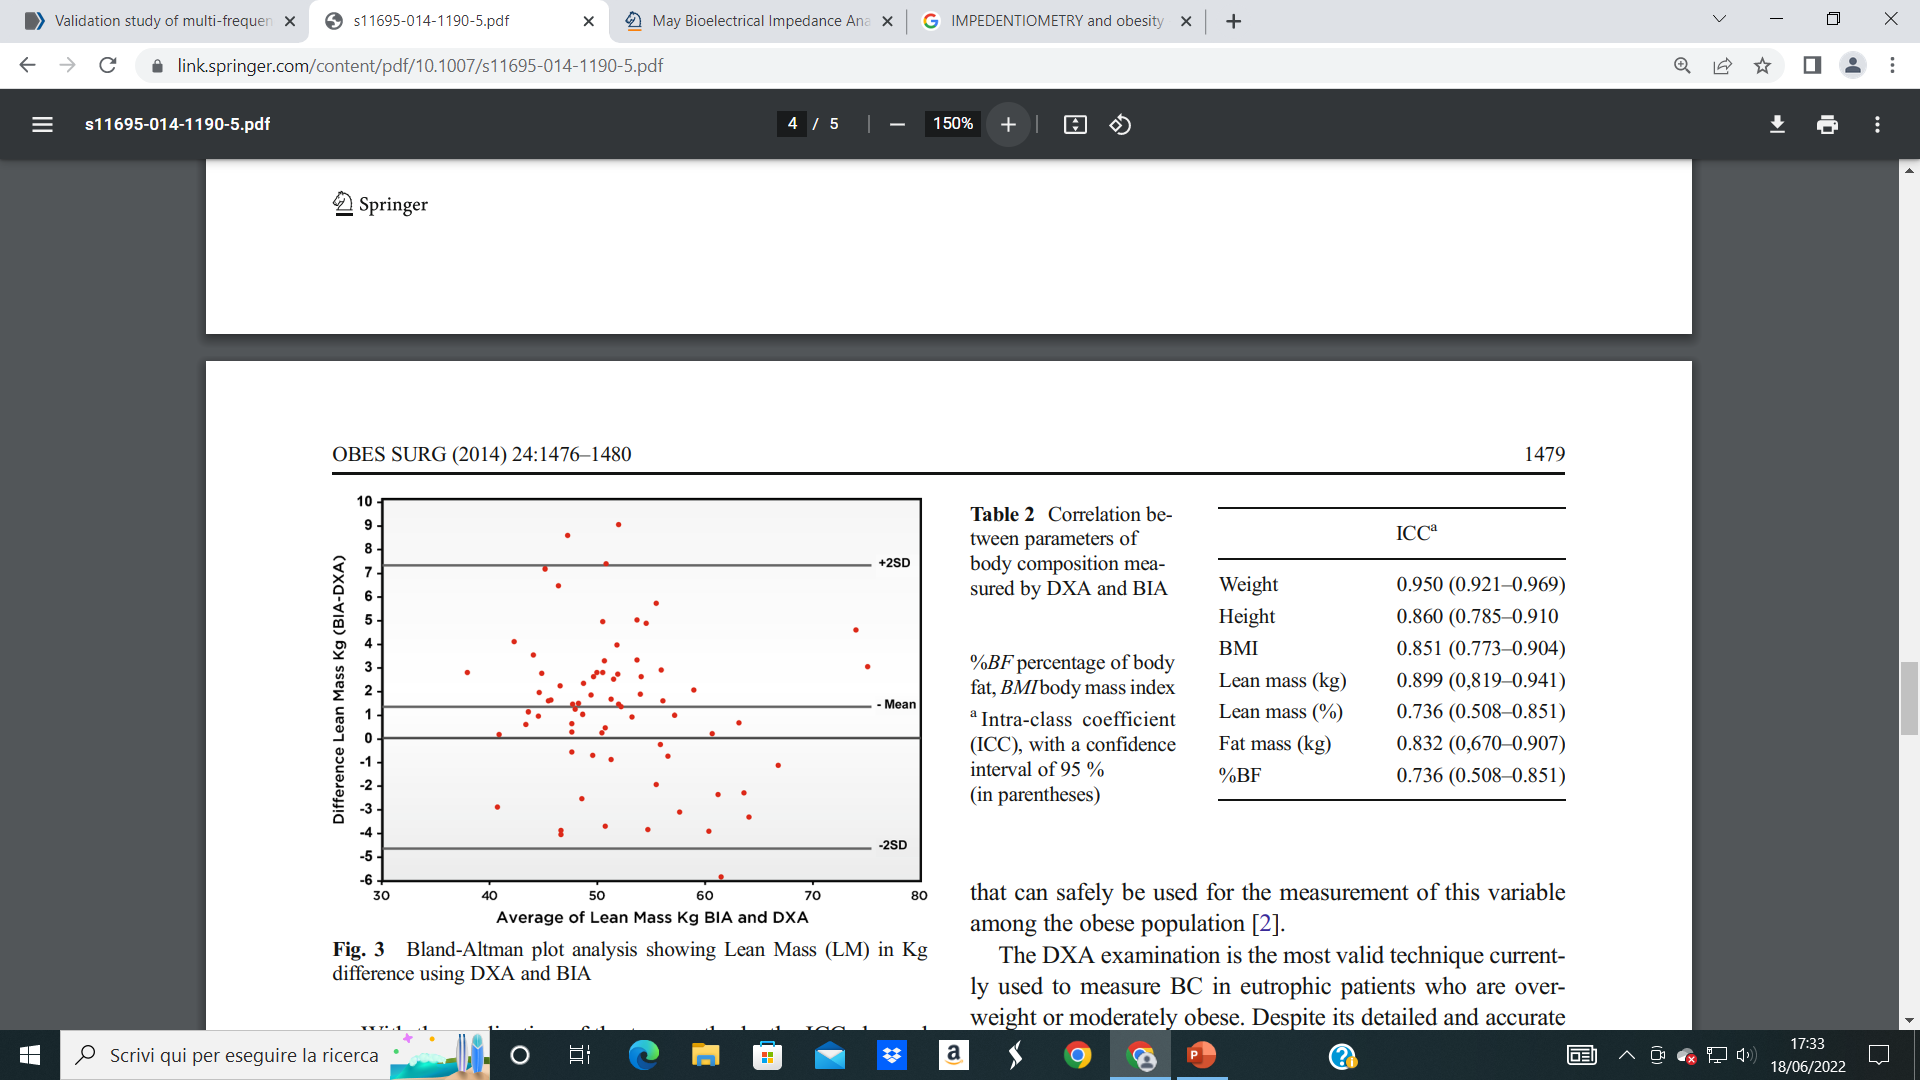 Validation study of multi-frequen
s11695-014-1190-5.pdf
May Bioelectrical Impedance Ana
IMPEDENTIOMETRY and obesity
link.springer.com/content/pdf/10.1007/s11695-014-1190-5.pdf
s11695-014-1190-5.pdf
4 / 5
150%
Springer
OBES SURG (2014) 24:1476–1480
1479
10
9
8
7
6
5
4
3
2
1
0
-1
-2
-3
-4
-5
-6
Difference Lean Mass Kg (BIA-DXA)
+2SD
- Mean
-2SD
30 40 50 60 70 80
Average of Lean Mass Kg BIA and DXA
Fig. 3 Bland-Altman plot analysis showing Lean Mass (LM) in Kg
difference using DXA and BIA
Table 2 Correlation be-
tween parameters of
body composition mea-
sured by DXA and BIA
%BF percentage of body
fat, BMI body mass index
a Intra-class coefficient
(ICC), with a confidence
interval of 95 %
(in parentheses)
ICCa
Weight 0.950 (0.921–0.969)
Height 0.860 (0.785–0.910
BMI 0.851 (0.773–0.904)
Lean mass (kg) 0.899 (0,819–0.941)
Lean mass (%) 0.736 (0.508–0.851)
Fat mass (kg) 0.832 (0,670–0.907)
%BF 0.736 (0.508–0.851)
that can safely be used for the measurement of this variable
among the obese population [2].
The DXA examination is the most valid technique current-
ly used to measure BC in eutrophic patients who are over-
weight or moderately obese. Despite its detailed and accurate
Scrivi qui per eseguire la ricerca
17:33
18/06/2022